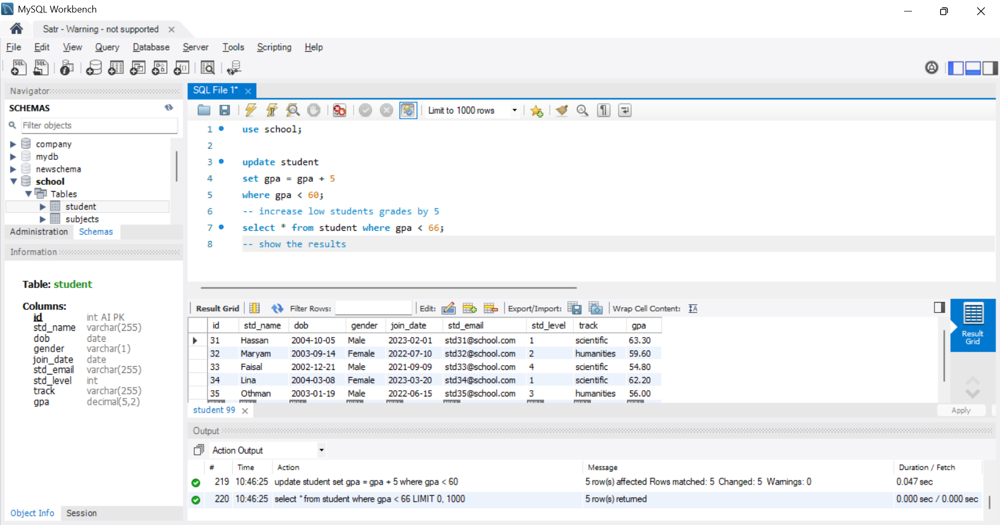 MySQL Workbench
Satr - Warning - not supported
File Edit View Query Database Server Tools Scripting Help
Navigator
SCHEMAS
Filter objects
company
mydb
newschema
school
Tables
student
subjects
Administration Schemas
Information
Table: student
Columns:
id int AI PK
std_name varchar(255)
dob date
gender varchar(1)
join_date date
std_email varchar(255)
std_level int
track varchar(255)
gpa decimal(5,2)
Object Info Session
SQL File 1*
Limit to 1000 rows
1 use school;
2
3 update student
4 set gpa = gpa + 5
5 where gpa < 60;
6 -- increase low students grades by 5
7 select * from student where gpa < 66;
8 -- show the results
Result Grid Filter Rows: Edit: Export/Import: Wrap Cell Content:
id std_name dob gender join_date std_email std_level track gpa
31 Hassan 2004-10-05 Male 2023-02-01 std31@school.com 1 scientific 63.30
32 Maryam 2003-09-14 Female 2022-07-10 std32@school.com 2 humanities 59.60
33 Faisal 2002-12-21 Male 2021-09-09 std33@school.com 4 scientific 54.80
34 Lina 2004-03-08 Female 2023-03-20 std34@school.com 1 scientific 62.20
35 Othman 2003-01-19 Male 2022-06-15 std35@school.com 3 humanities 56.00
Result
Grid
student 99
Apply
Output
Action Output
# Time Action Message Duration / Fetch
219 10:46:25 update student set gpa = gpa + 5 where gpa < 60 5 row(s) affected Rows matched: 5 Changed: 5 Warnings: 0 0.047 sec
220 10:46:25 select * from student where gpa < 66 LIMIT 0, 1000 5 row(s) returned 0.000 sec / 0.000 sec